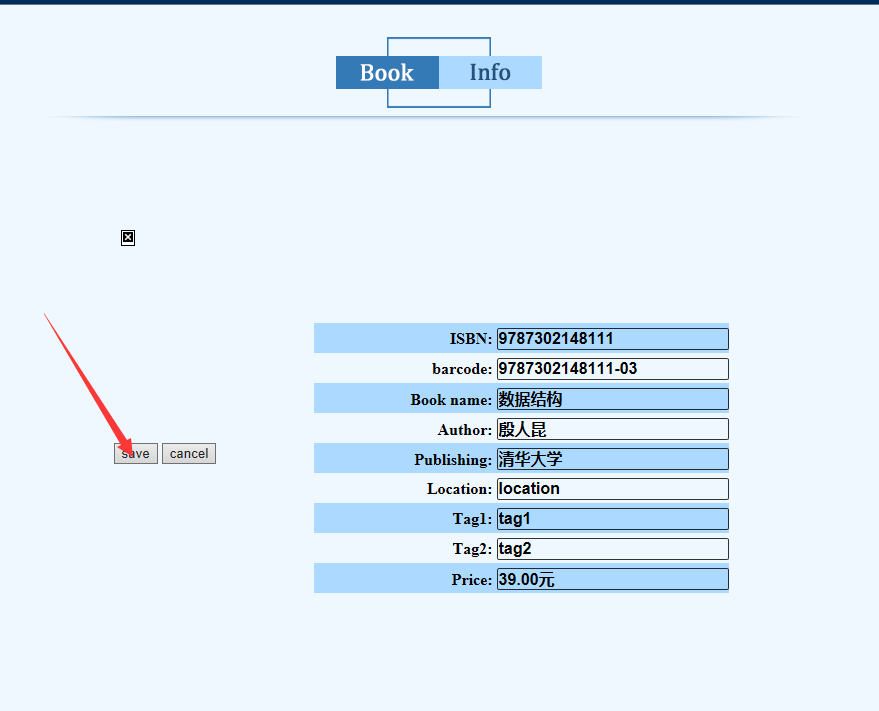 Book Info
ISBN: 9787302148111
barcode: 9787302148111-03
Book name: 数据结构
Author: 殷人昆
save cancel
Publishing: 清华大学
Location: location
Tag1: tag1
Tag2: tag2
Price: 39.00元